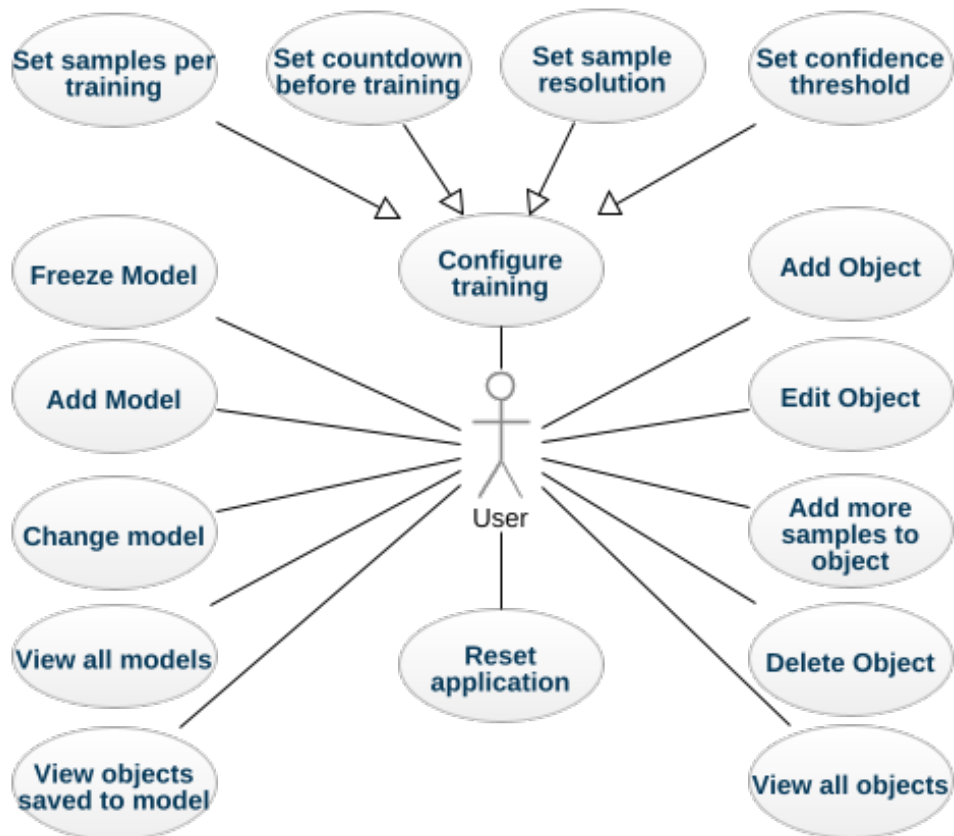 Set samples per
training
Set countdown
before training
Set sample
resolution
Set confidence
threshold
Freeze Model
Configure
training
Add Object
Add Model
Edit Object
User
Change model
Add more
samples to
object
View all models
Reset
application
Delete Object
View objects
saved to model
View all objects